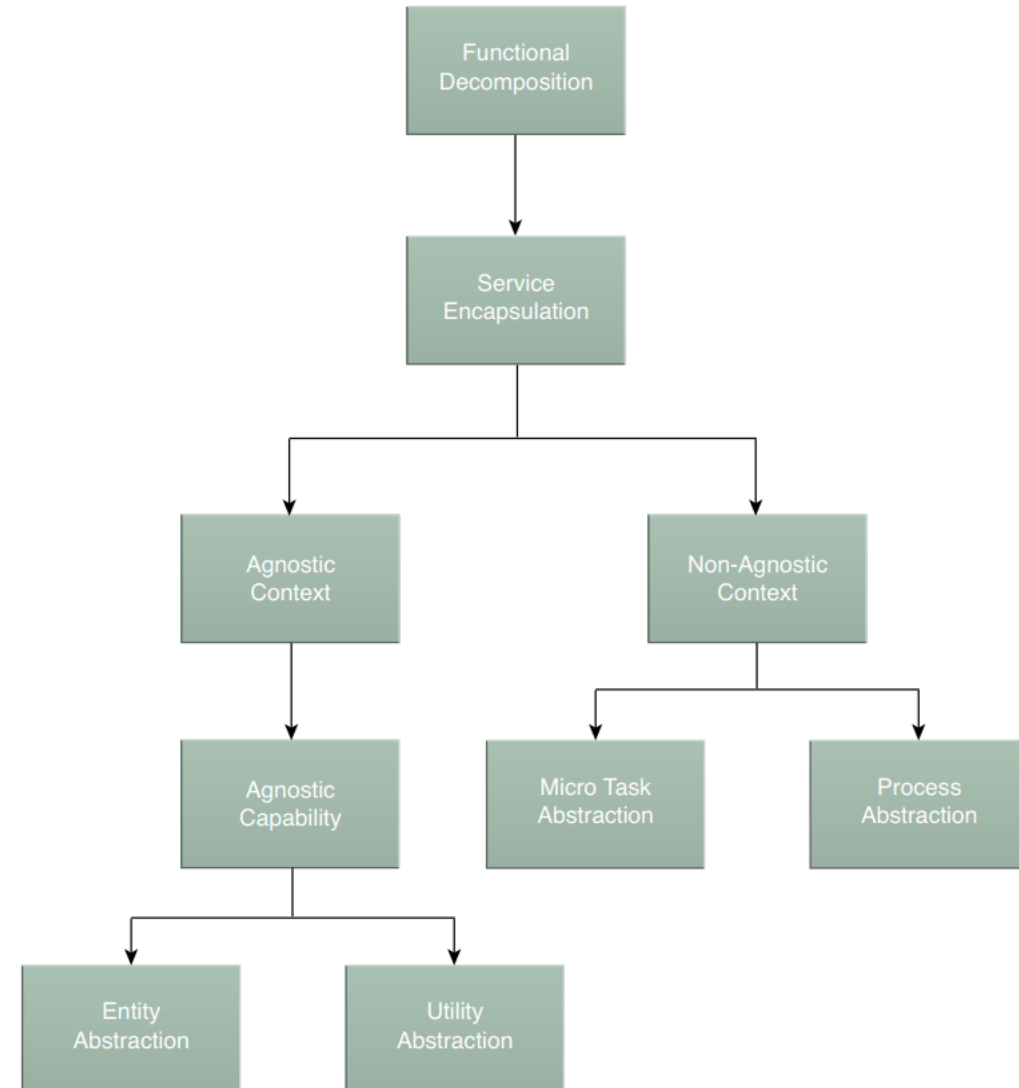 Functional
Decomposition
Service
Encapsulation
Agnostic
Context
Non-Agnostic
Context
Agnostic
Capability
Micro Task
Abstraction
Process
Abstraction
Entity
Abstraction
Utility
Abstraction